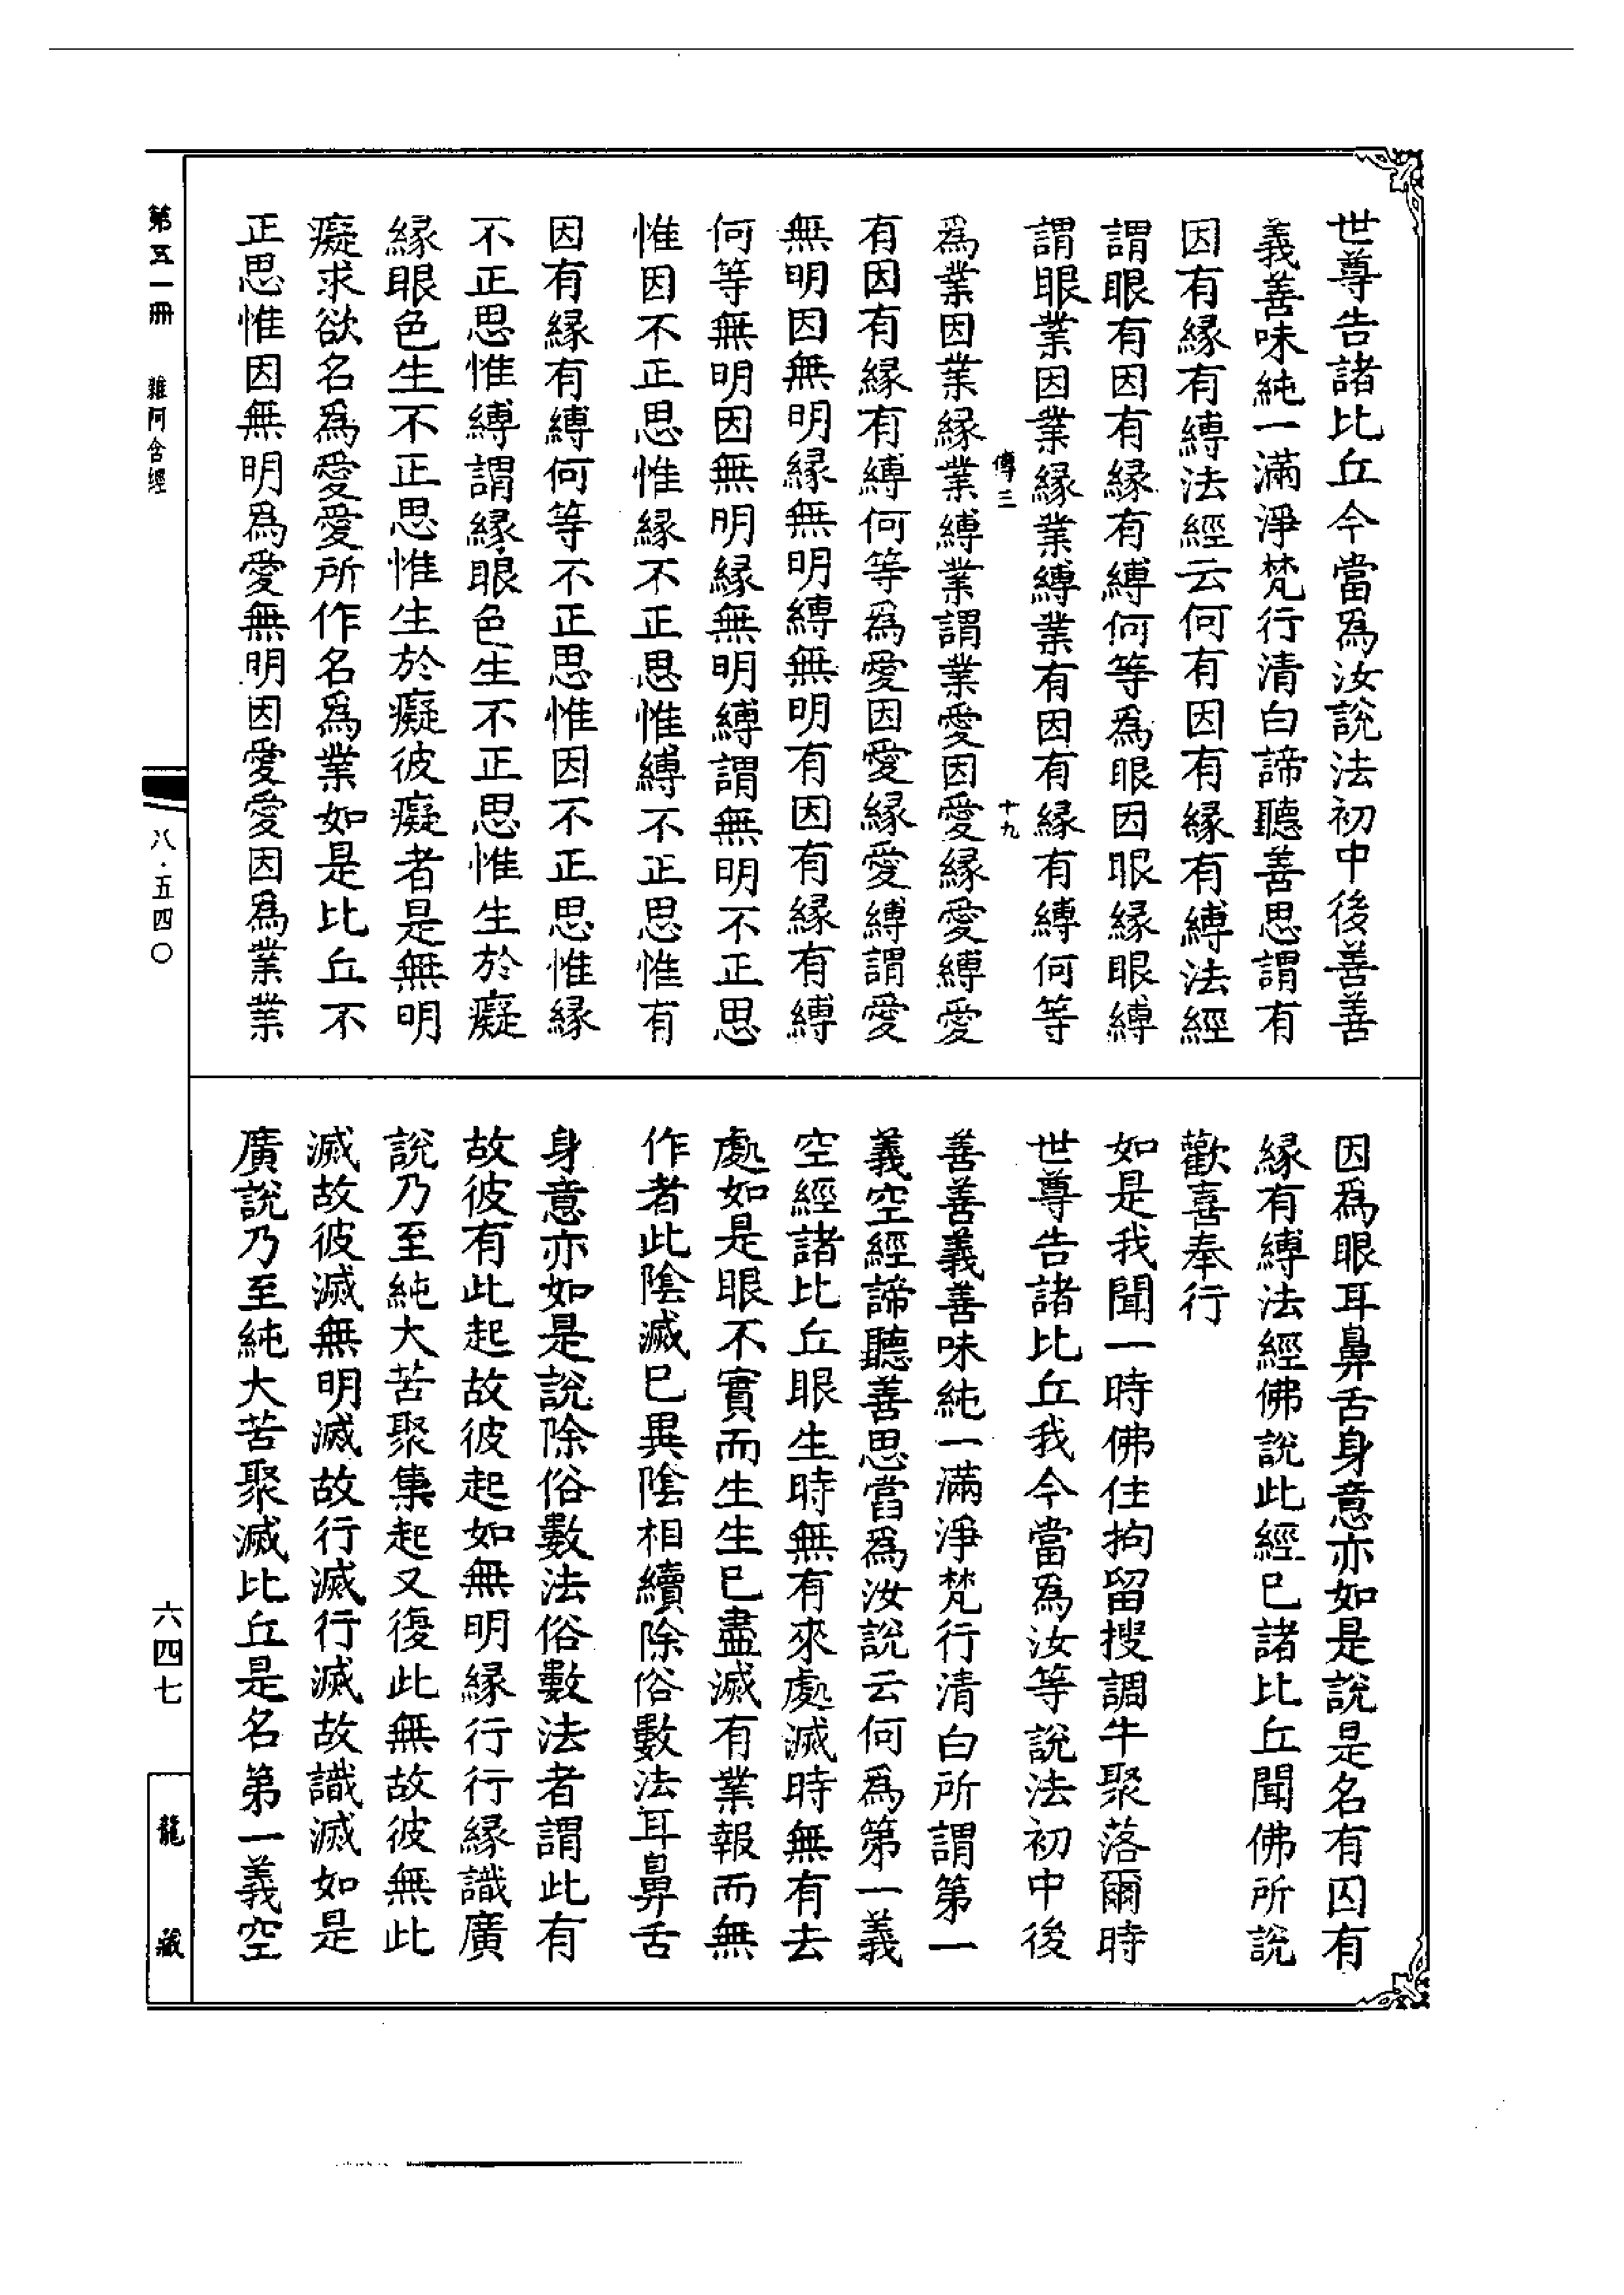 世尊告諸比丘今當爲汝説法初中後善善
義善味純一滿淨梵行清白諦聽善思謂有
因有緣有縛法經云何有因有緣有縛法經
謂眼有因有緣有縛何等爲眼因眼緣眼縛
謂眼業因業緣業縛業有因有緣有縛何等
傳三 十九
爲業因業緣業縛業謂業愛因愛緣愛縛愛
有因有緣有縛何等爲愛因愛緣愛縛謂愛
無明因無明緣無明縛無明有因有緣有縛
何等無明因無明緣無明縛謂無明不正思
惟因不正思惟緣不正思惟縛不正思惟有
因有緣有縛何等不正思惟因不正思惟緣
不正思惟縛謂緣眼色生不正思惟生於癡
緣眼色生不正思惟生於癡彼癡者是無明
癡求欲名爲愛愛所作名爲業如是比丘不
正思惟因無明爲愛無明因愛愛因爲業業
因爲眼耳鼻舌身意亦如是說是名有因有
緣有縛法經佛說此經已諸比丘聞佛所說
歡喜奉行
如是我聞一時佛住拘留搜調牛聚落爾時
世尊告諸比丘我今當爲汝等說法初中後
善善義善味純一滿淨梵行清白所謂第一
義空經諦聽善思當爲汝說云何爲第一義
空經諸比丘眼生時無有來處滅時無有去
處如是眼不實而生生已盡滅有業報而無
作者此陰滅已異陰相續除俗數法耳鼻舌
身意亦如是說除俗數法俗數法者謂此有
故彼有此起故彼起如無明緣行行緣識廣
說乃至純大苦聚集起又復此無故彼無此
滅故彼滅無明滅故行滅行滅故識滅如是
廣說乃至純大苦聚滅比丘是名第一義空
第五一冊 雜阿含經
八·五四〇
六四七
龍藏